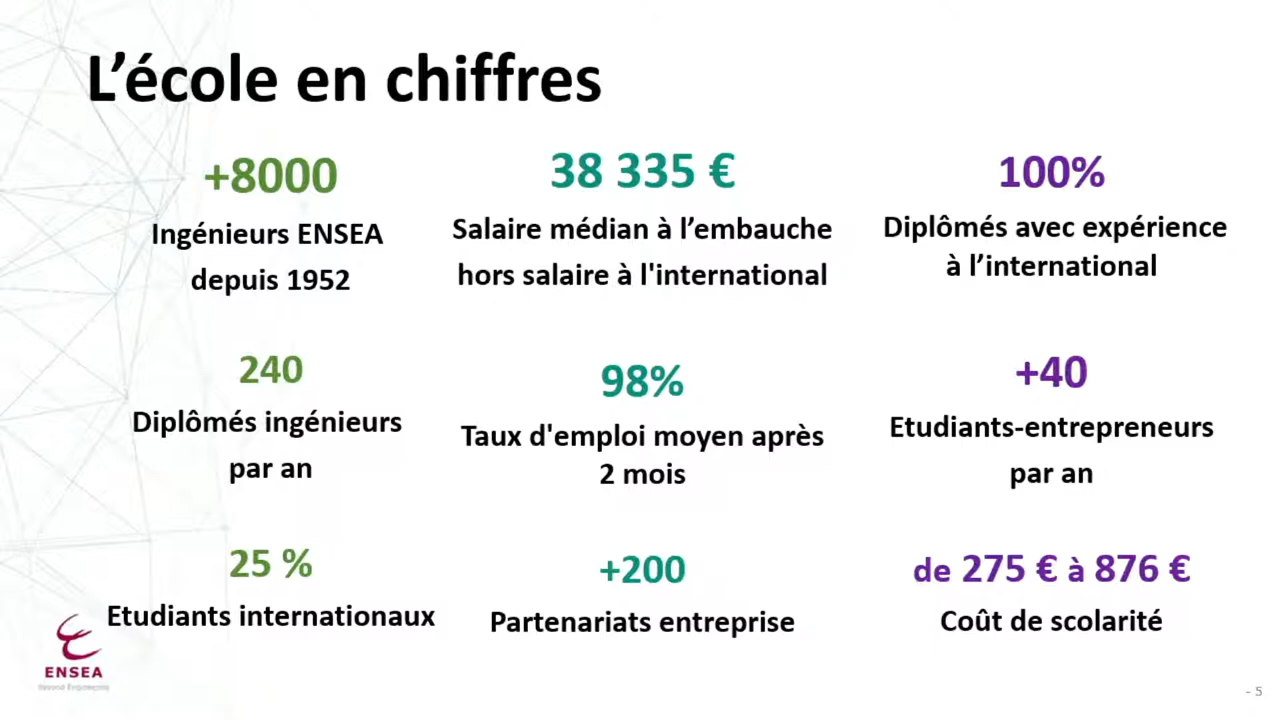 L’école en chiffres
+8000
Ingénieurs ENSEA
depuis 1952
38 335 €
Salaire médian à l’embauche
hors salaire à l'international
100%
Diplômés avec expérience
à l’international
240
Diplômés ingénieurs
par an
98%
Taux d'emploi moyen après
2 mois
+40
Etudiants-entrepreneurs
par an
25 %
Etudiants internationaux
+200
Partenariats entreprise
de 275 € à 876 €
Coût de scolarité
ENSEA
- 5